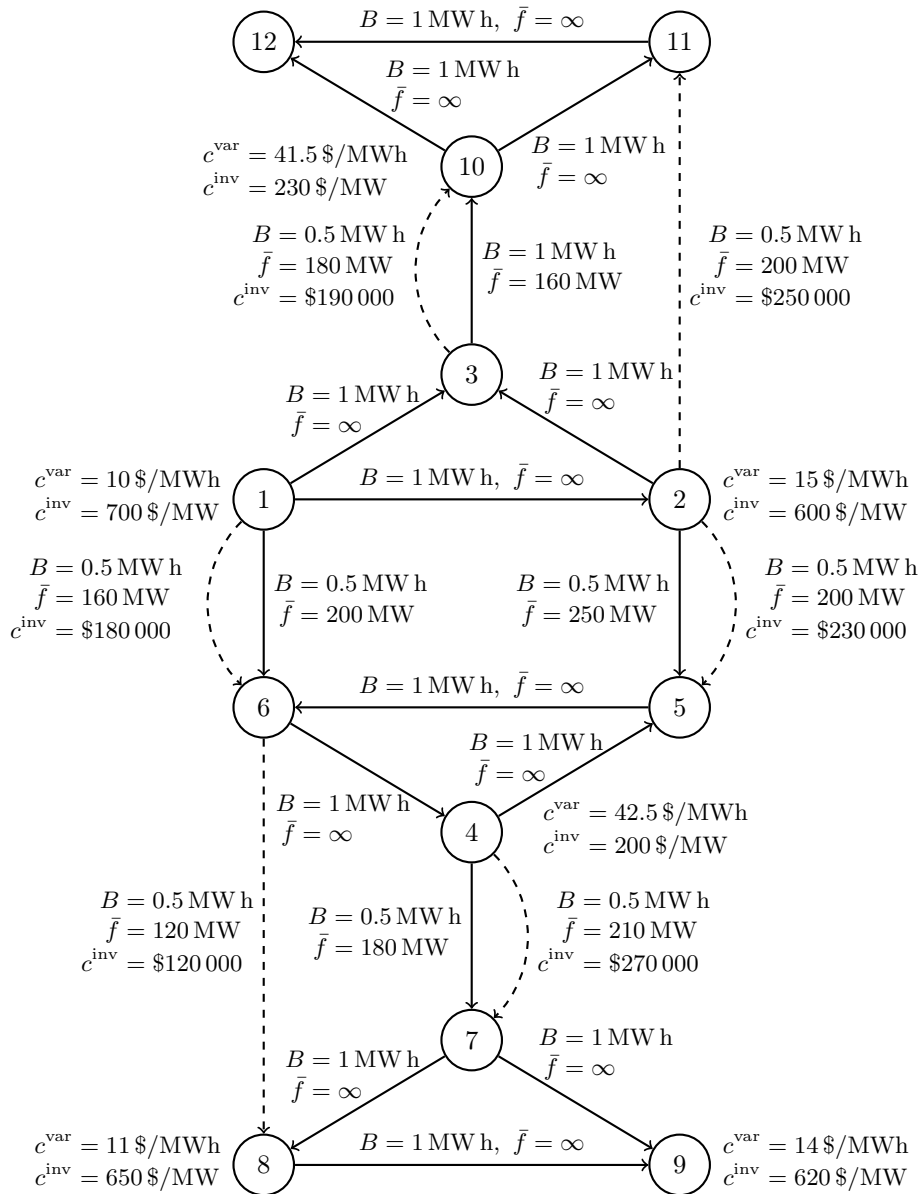 12
B = 1 MW h, f̄ = ∞
11
B = 1 MW h
f̄ = ∞
c^var = 41.5 $/MWh
c^inv = 230 $/MW
10
B = 1 MW h
f̄ = ∞
B = 0.5 MW h
f̄ = 180 MW
c^inv = $190 000
B = 1 MW h
f̄ = 160 MW
B = 0.5 MW h
f̄ = 200 MW
c^inv = $250 000
3
B = 1 MW h
f̄ = ∞
B = 1 MW h
f̄ = ∞
c^var = 10 $/MWh
c^inv = 700 $/MW
1
B = 1 MW h, f̄ = ∞
2
c^var = 15 $/MWh
c^inv = 600 $/MW
B = 0.5 MW h
f̄ = 160 MW
c^inv = $180 000
B = 0.5 MW h
f̄ = 200 MW
B = 0.5 MW h
f̄ = 250 MW
B = 0.5 MW h
f̄ = 200 MW
c^inv = $230 000
6
B = 1 MW h, f̄ = ∞
5
B = 1 MW h
f̄ = ∞
B = 1 MW h
f̄ = ∞
4
c^var = 42.5 $/MWh
c^inv = 200 $/MW
B = 0.5 MW h
f̄ = 120 MW
c^inv = $120 000
B = 0.5 MW h
f̄ = 180 MW
B = 0.5 MW h
f̄ = 210 MW
c^inv = $270 000
7
B = 1 MW h
f̄ = ∞
B = 1 MW h
f̄ = ∞
c^var = 11 $/MWh
c^inv = 650 $/MW
8
B = 1 MW h, f̄ = ∞
9
c^var = 14 $/MWh
c^inv = 620 $/MW